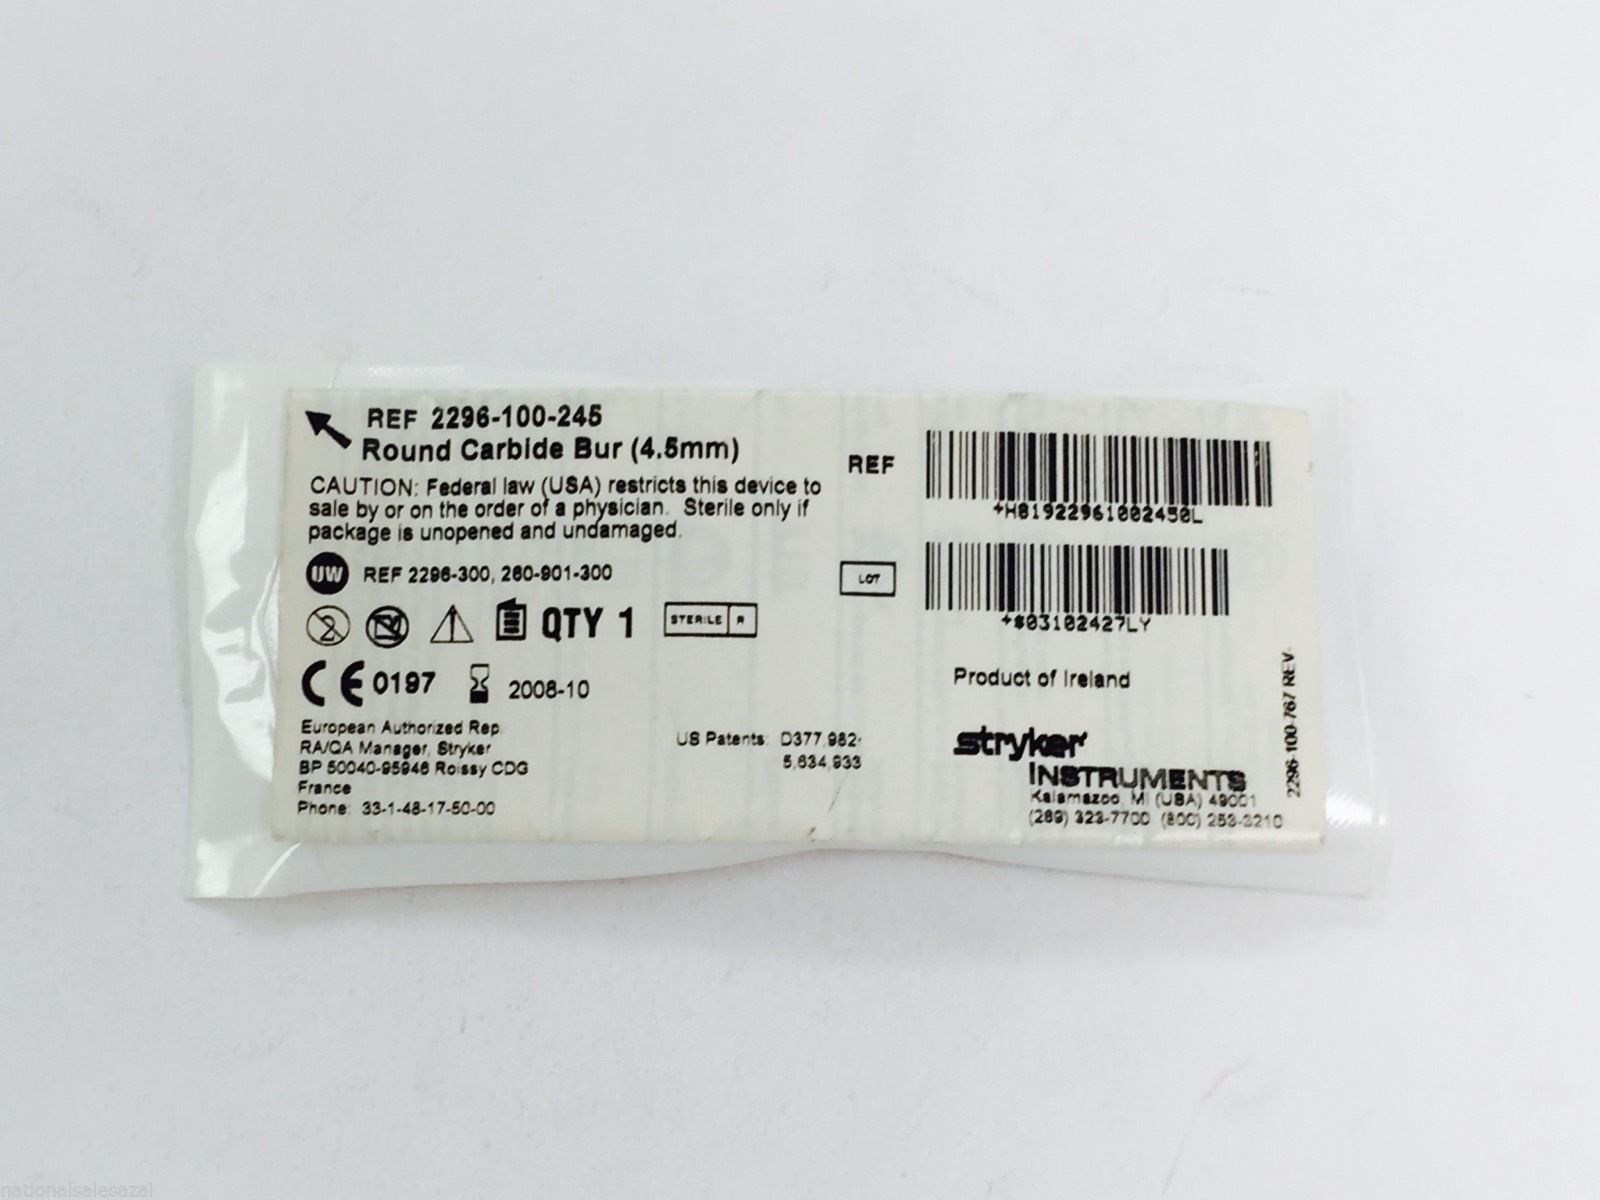 REF 2296-100-245
Round Carbide Bur (4.5mm)
CAUTION: Federal law (USA) restricts this device to
sale by or on the order of a physician. Sterile only if
package is unopened and undamaged.
UW REF 2296-300, 260-901-300
2 QTY 1 STERILE R
CE 0197 2008-10
European Authorized Rep.
RA/QA Manager, Stryker
BP 50040-95946 Roissy CDG
France
Phone: 33-1-48-17-50-00
US Patents: D377,982
5,634,933
REF
+H81922961002450L
LOT
+$03102427LY
Product of Ireland
stryker
INSTRUMENTS
Kalamazoo, MI (USA) 49001
(269) 323-7700 (800) 253-3210
2296-100-767 REV-
nationalsalesazal